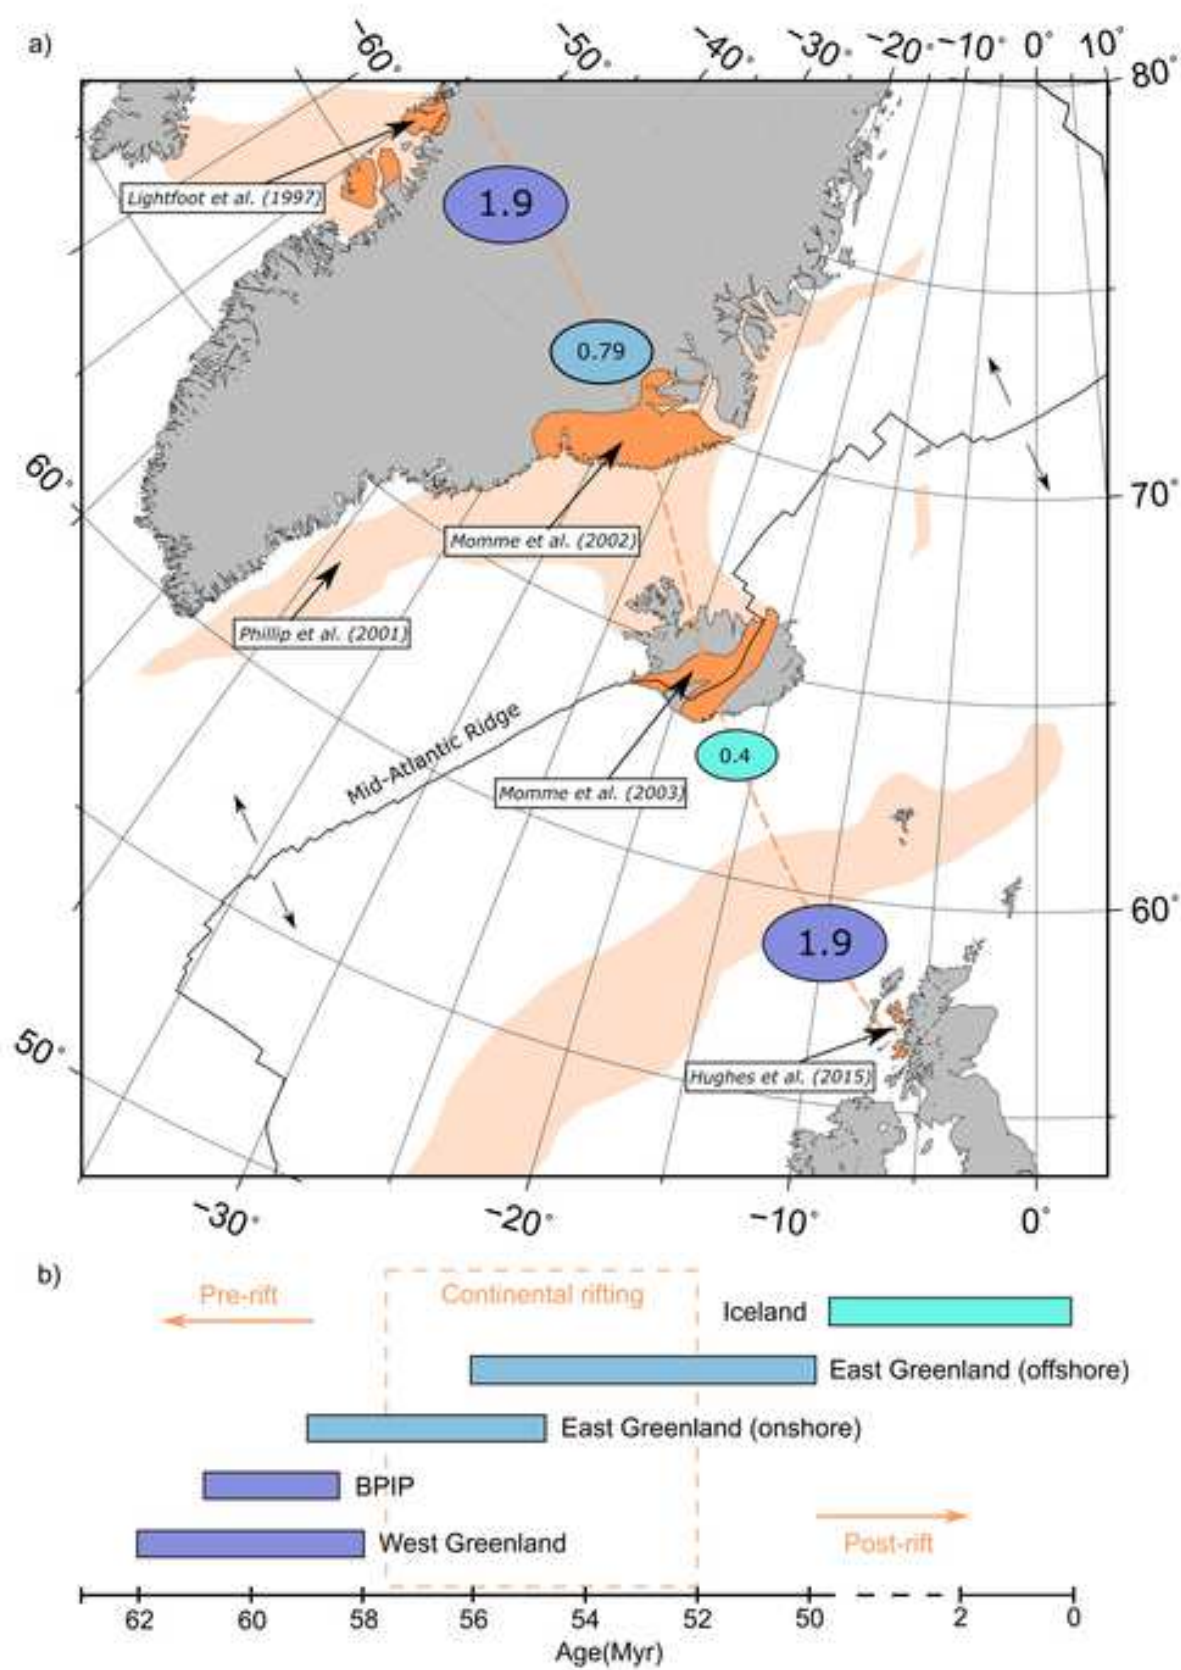 a)
−60°
−50°
−40°
−30°
−20°
−10°
0°
10°
80°
Lightfoot et al. (1997)
1.9
0.79
60°
70°
Momme et al. (2002)
Phillip et al. (2001)
Mid-Atlantic Ridge
0.4
Momme et al. (2003)
60°
1.9
50°
Hughes et al. (2015)
−30°
−20°
−10°
0°
b)
Pre-rift
Continental rifting
Iceland
East Greenland (offshore)
East Greenland (onshore)
BPIP
West Greenland
Post-rift
62 60 58 56 54 52 50 2 0
Age(Myr)